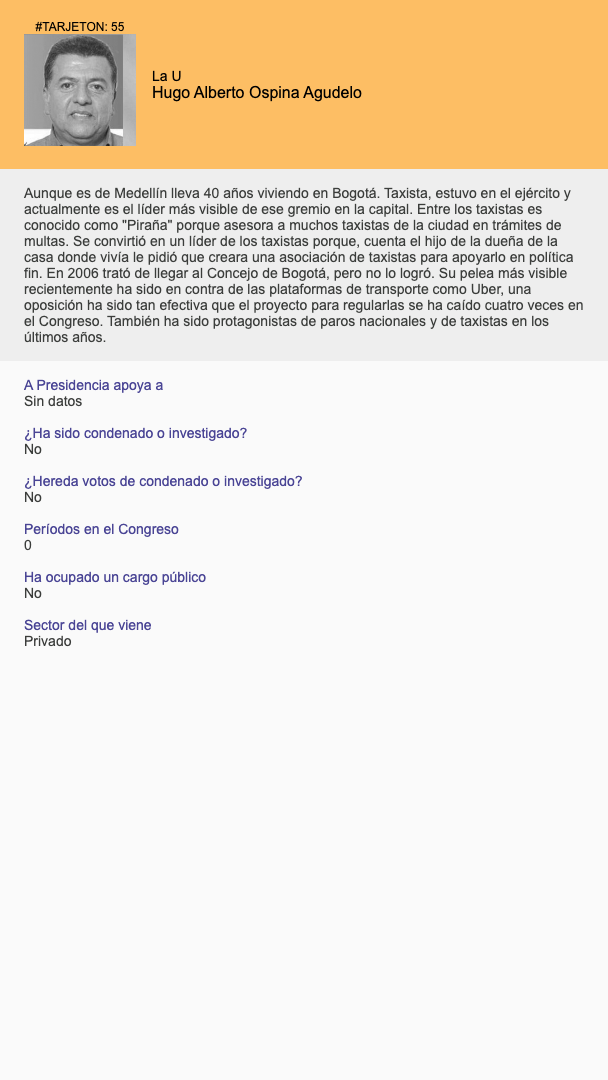 #TARJETON: 55
La U
Hugo Alberto Ospina Agudelo
Aunque es de Medellín lleva 40 años viviendo en Bogotá. Taxista, estuvo en el ejército y
actualmente es el líder más visible de ese gremio en la capital. Entre los taxistas es
conocido como "Piraña" porque asesora a muchos taxistas de la ciudad en trámites de
multas. Se convirtió en un líder de los taxistas porque, cuenta el hijo de la dueña de la
casa donde vivía le pidió que creara una asociación de taxistas para apoyarlo en política
fin. En 2006 trató de llegar al Concejo de Bogotá, pero no lo logró. Su pelea más visible
recientemente ha sido en contra de las plataformas de transporte como Uber, una
oposición ha sido tan efectiva que el proyecto para regularlas se ha caído cuatro veces en
el Congreso. También ha sido protagonistas de paros nacionales y de taxistas en los
últimos años.
A Presidencia apoya a
Sin datos
¿Ha sido condenado o investigado?
No
¿Hereda votos de condenado o investigado?
No
Períodos en el Congreso
0
Ha ocupado un cargo público
No
Sector del que viene
Privado